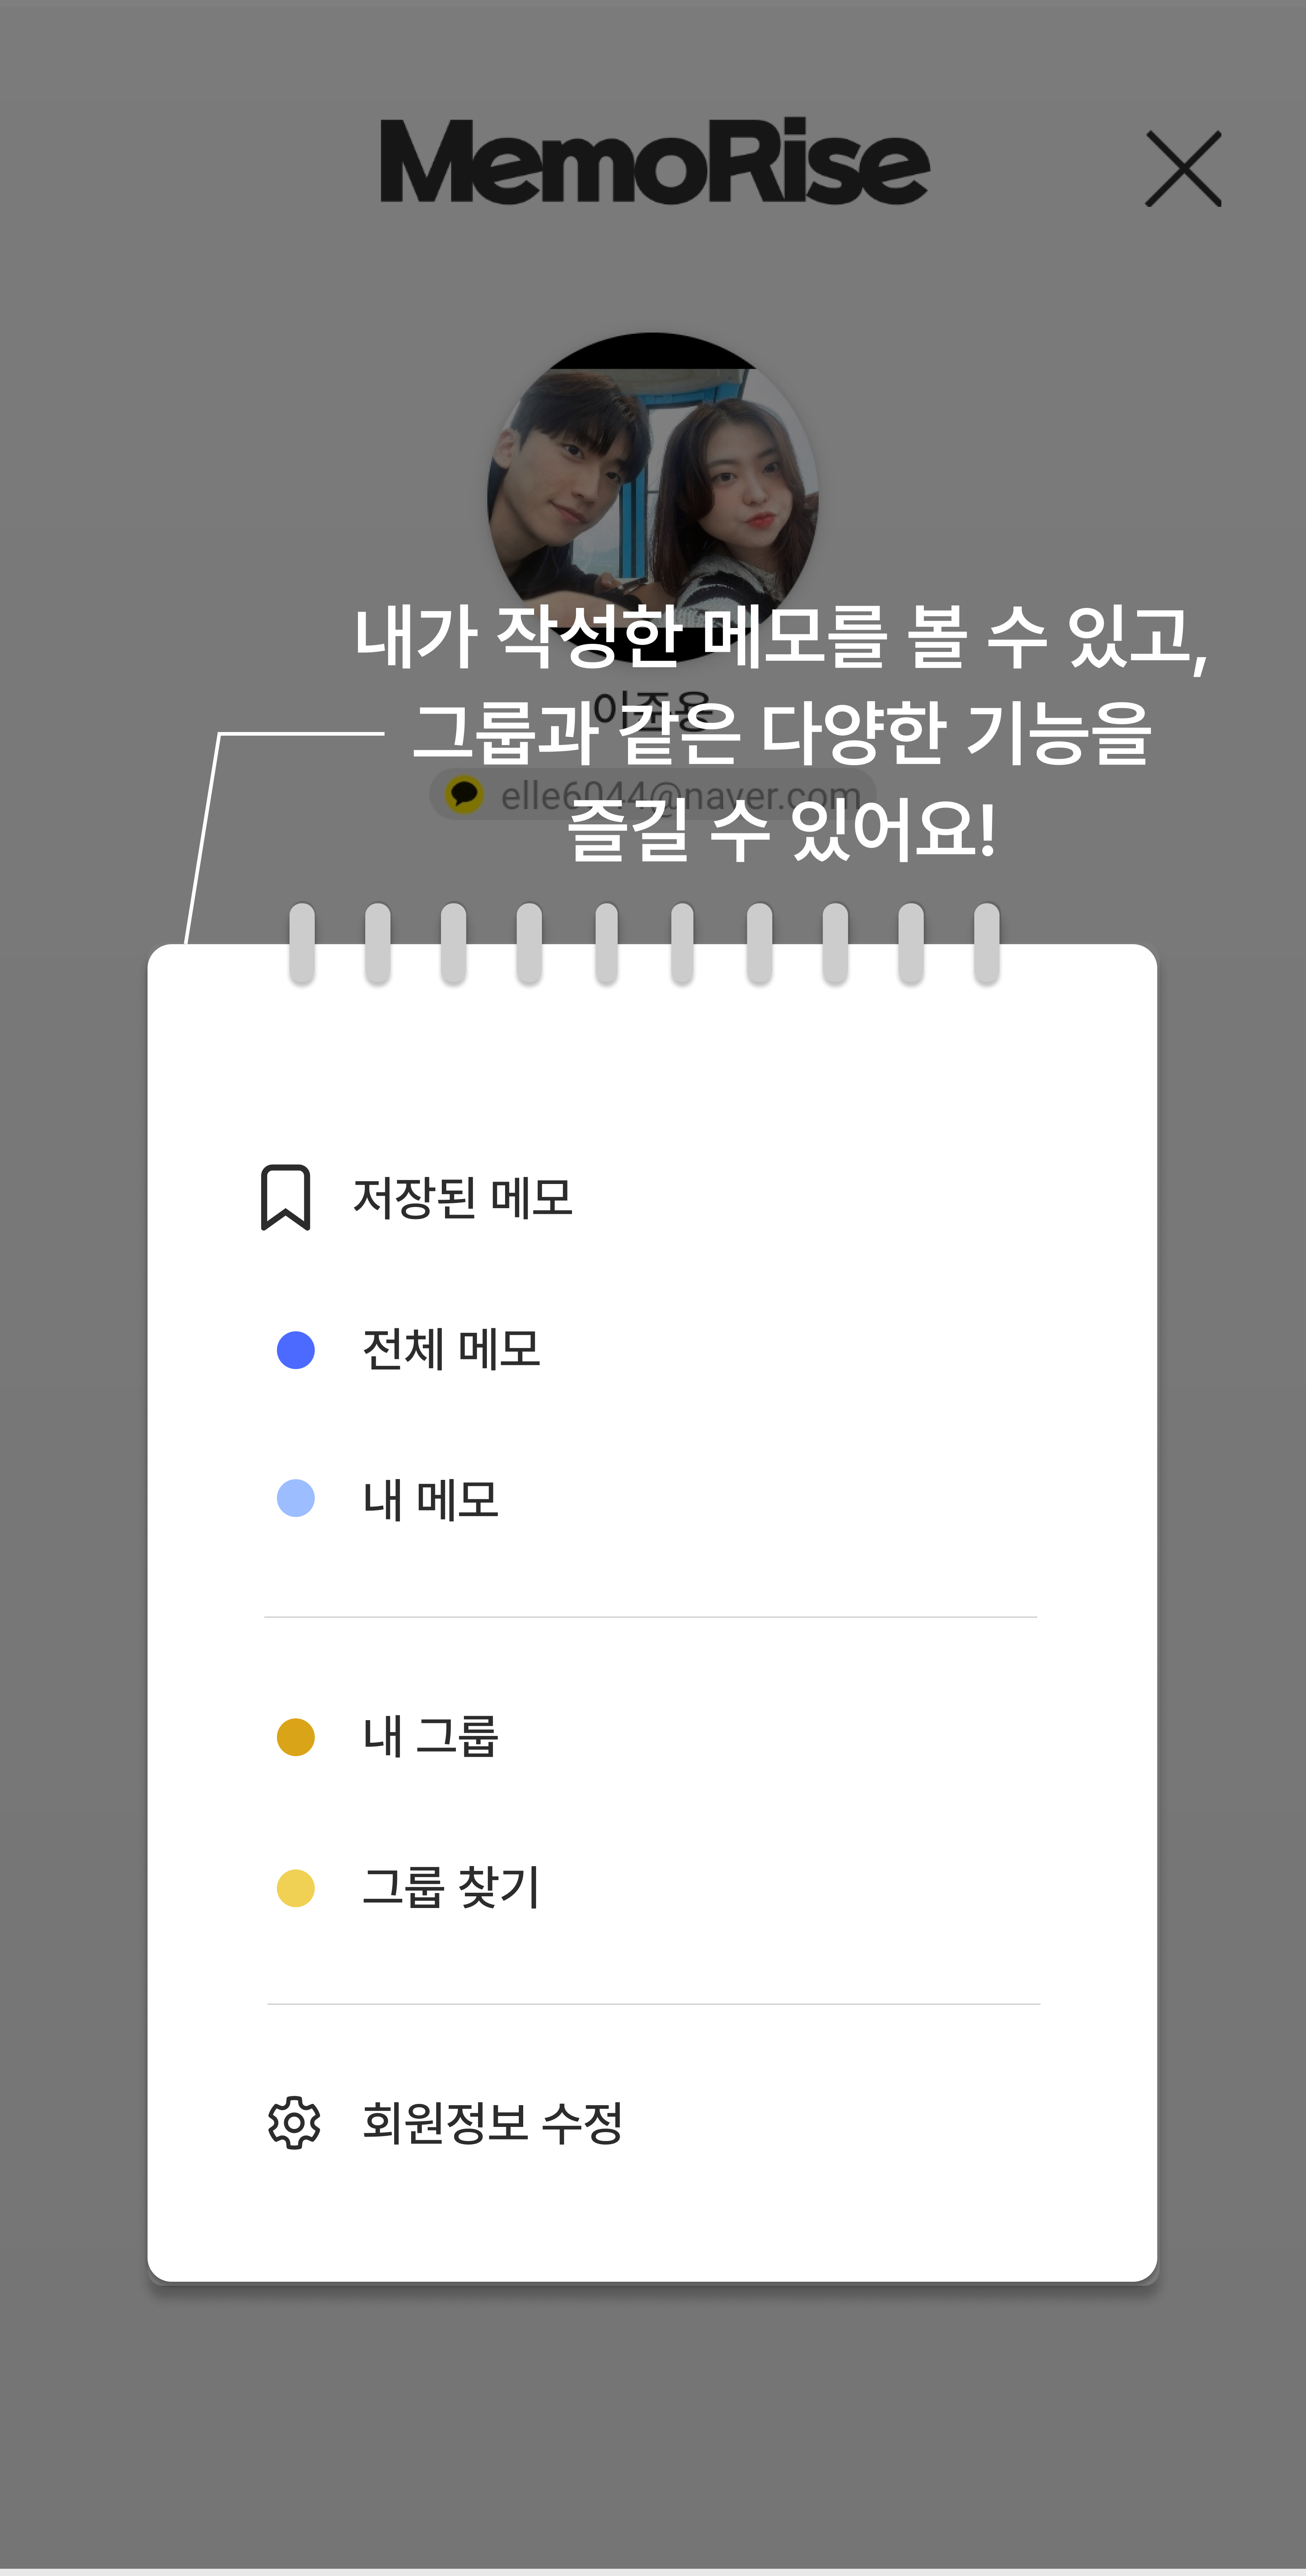 MemoRise
내가 작성한 메모를 볼 수 있고,
그룹과 같은 다양한 기능을
elle6044@naver.com
즐길 수 있어요!
저장된 메모
전체 메모
내 메모
내 그룹
그룹 찾기
회원정보 수정